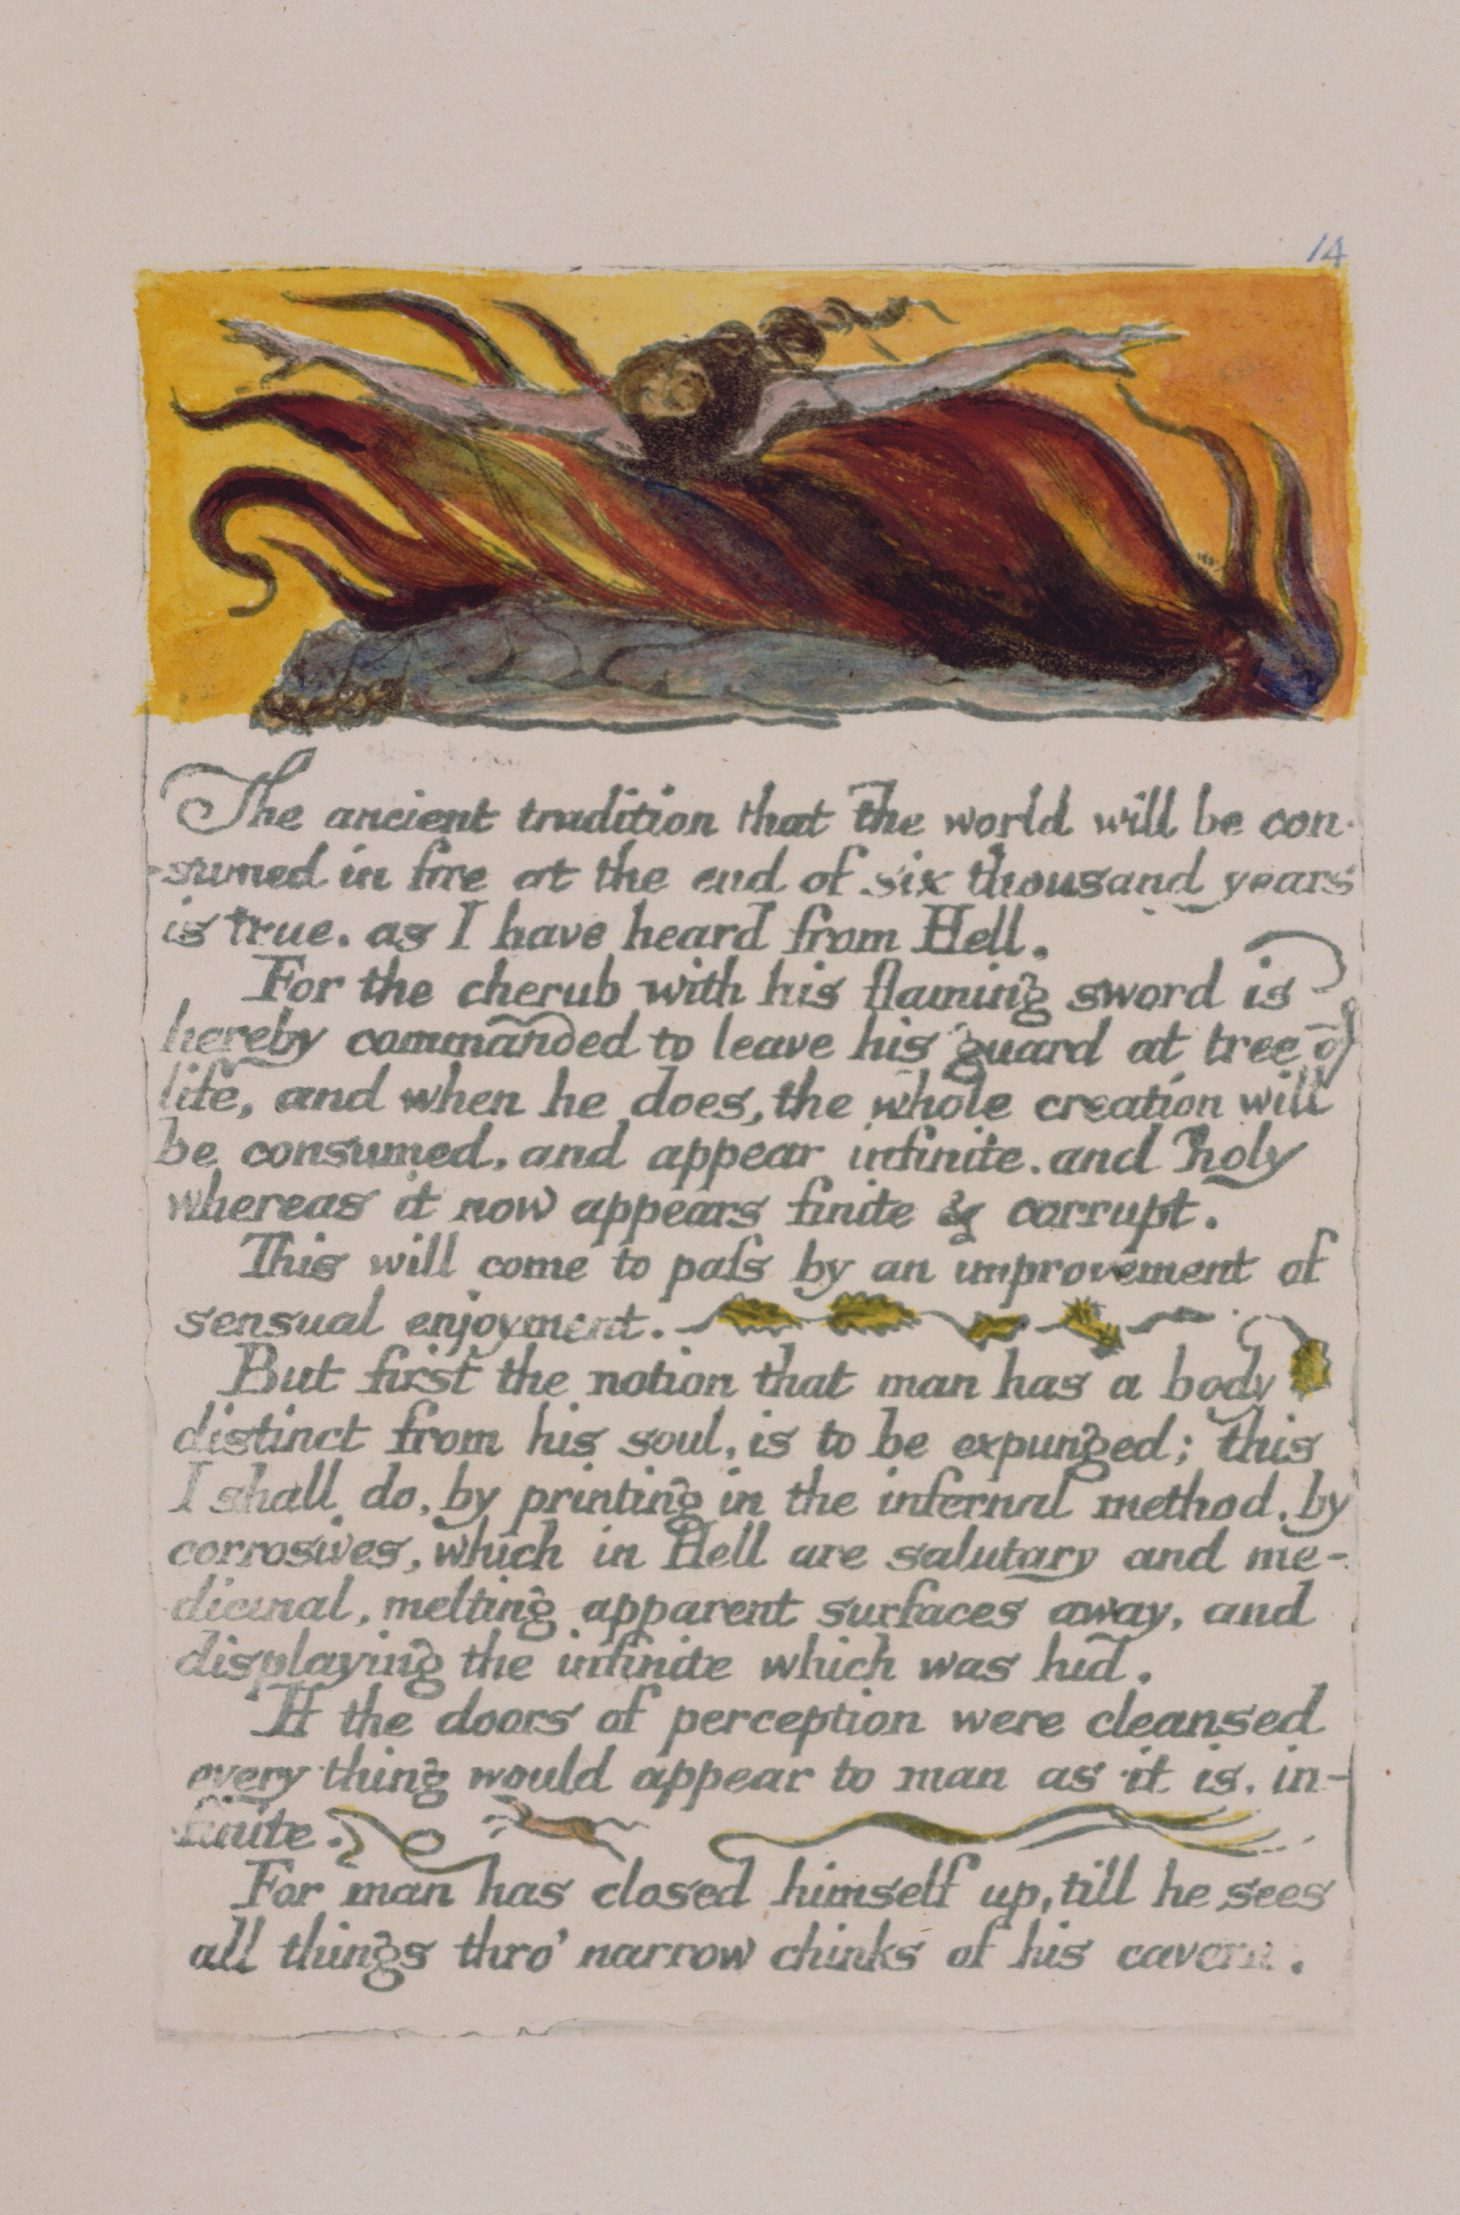 14
The ancient tradition that the world will be con-
-sumed in fire at the end of six thousand years
is true. as I have heard from Hell.
For the cherub with his flaming sword is
hereby commanded to leave his guard at tree of
life, and when he does, the whole creation will
be consumed, and appear infinite. and holy
whereas it now appears finite & corrupt.
This will come to paſs by an improvement of
sensual enjoyment.
But first the notion that man has a body
distinct from his soul, is to be expunged; this
I shall do, by printing in the infernal method, by
corrosives, which in Hell are salutary and me-
-dicinal, melting apparent surfaces away, and
displaying the infinite which was hid.
If the doors of perception were cleansed
every thing would appear to man as it is, in-
-finite.
For man has closed himself up, till he sees
all things thro' narrow chinks of his cavern.